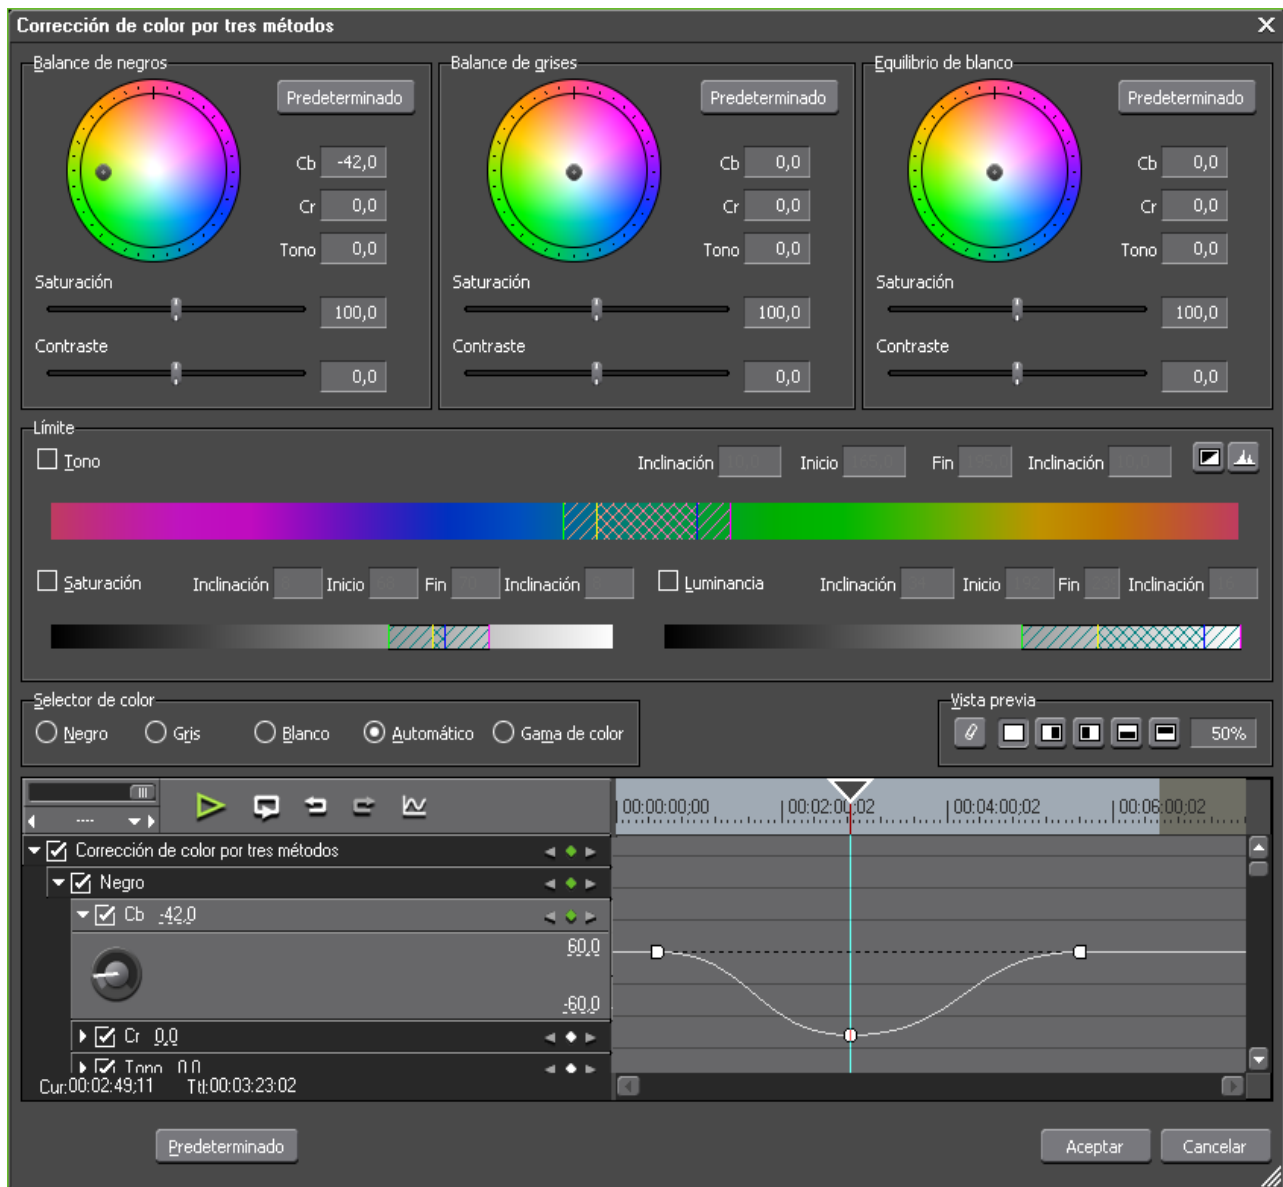 Corrección de color por tres métodos
Balance de negros
Balance de grises
Equilibrio de blanco
Predeterminado
Predeterminado
Predeterminado
Cb -42,0
Cb 0,0
Cb 0,0
Cr 0,0
Cr 0,0
Cr 0,0
Tono 0,0
Tono 0,0
Tono 0,0
Saturación
Saturación
Saturación
100,0
100,0
100,0
Contraste
Contraste
Contraste
0,0
0,0
0,0
Límite
Tono
Inclinación 10,0 Inicio Fin Inclinación 10,0
Saturación Inclinación Inicio Fin Inclinación
Luminancia Inclinación Inicio Fin Inclinación
Selector de color
Negro Gris Blanco Automático Gama de color
Vista previa
50%
----
00:00:00;00 00:02:00;02 00:04:00;02 00:06:00;02
Corrección de color por tres métodos
Negro
Cb -42,0
60,0
-60,0
Cr 0,0
Tono 0,0
Cur:00:02:49;11 Ttl:00:03:23:02
Predeterminado
Aceptar
Cancelar